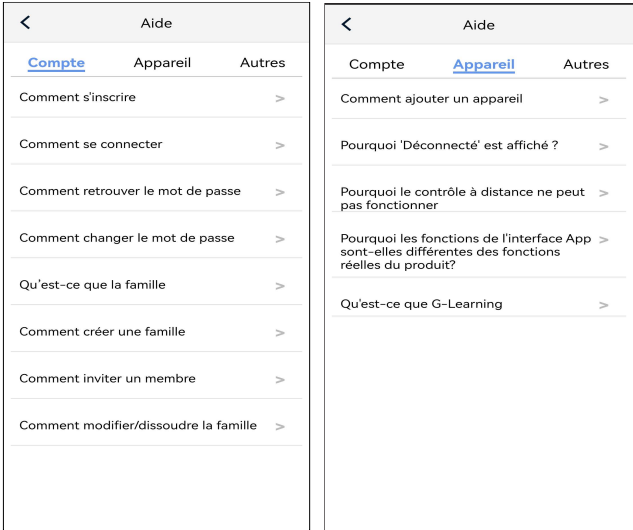 Aide
Compte Appareil Autres
Comment s'inscrire >
Comment se connecter >
Comment retrouver le mot de passe >
Comment changer le mot de passe >
Qu’est-ce que la famille >
Comment créer une famille >
Comment inviter un membre >
Comment modifier/dissoudre la famille >
Aide
Compte Appareil Autres
Comment ajouter un appareil >
Pourquoi 'Déconnecté' est affiché ? >
Pourquoi le contrôle à distance ne peut >
pas fonctionner
Pourquoi les fonctions de l'interface App >
sont-elles différentes des fonctions
réelles du produit?
Qu'est-ce que G-Learning >